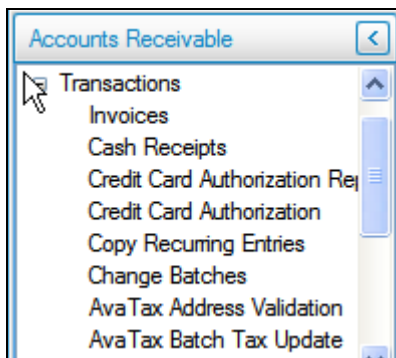 Accounts Receivable
Transactions
Invoices
Cash Receipts
Credit Card Authorization Rep
Credit Card Authorization
Copy Recurring Entries
Change Batches
AvaTax Address Validation
AvaTax Batch Tax Update